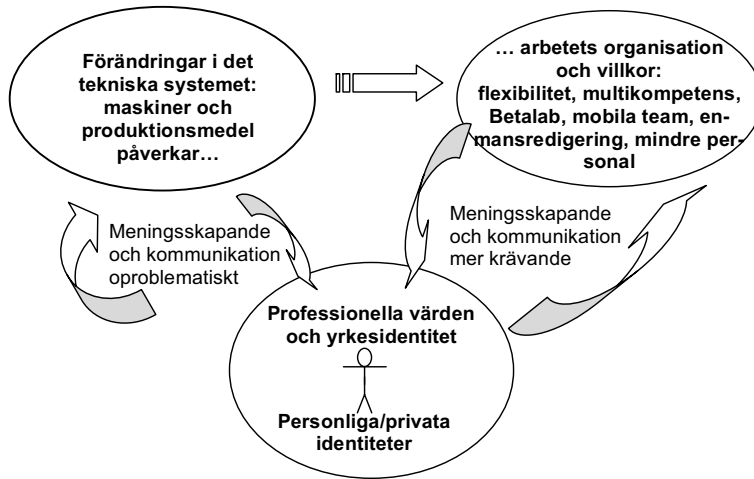 Förändringar i det
tekniska systemet:
maskiner och
produktionsmedel
påverkar…
… arbetets organisation
och villkor:
flexibilitet, multikompetens,
Betalab, mobila team, en-
mansredigering, mindre per-
sonal
Meningsskapande
och kommunikation
oproblematiskt
Meningsskapande
och kommunikation
mer krävande
Professionella värden
och yrkesidentitet
Personliga/privata
identiteter